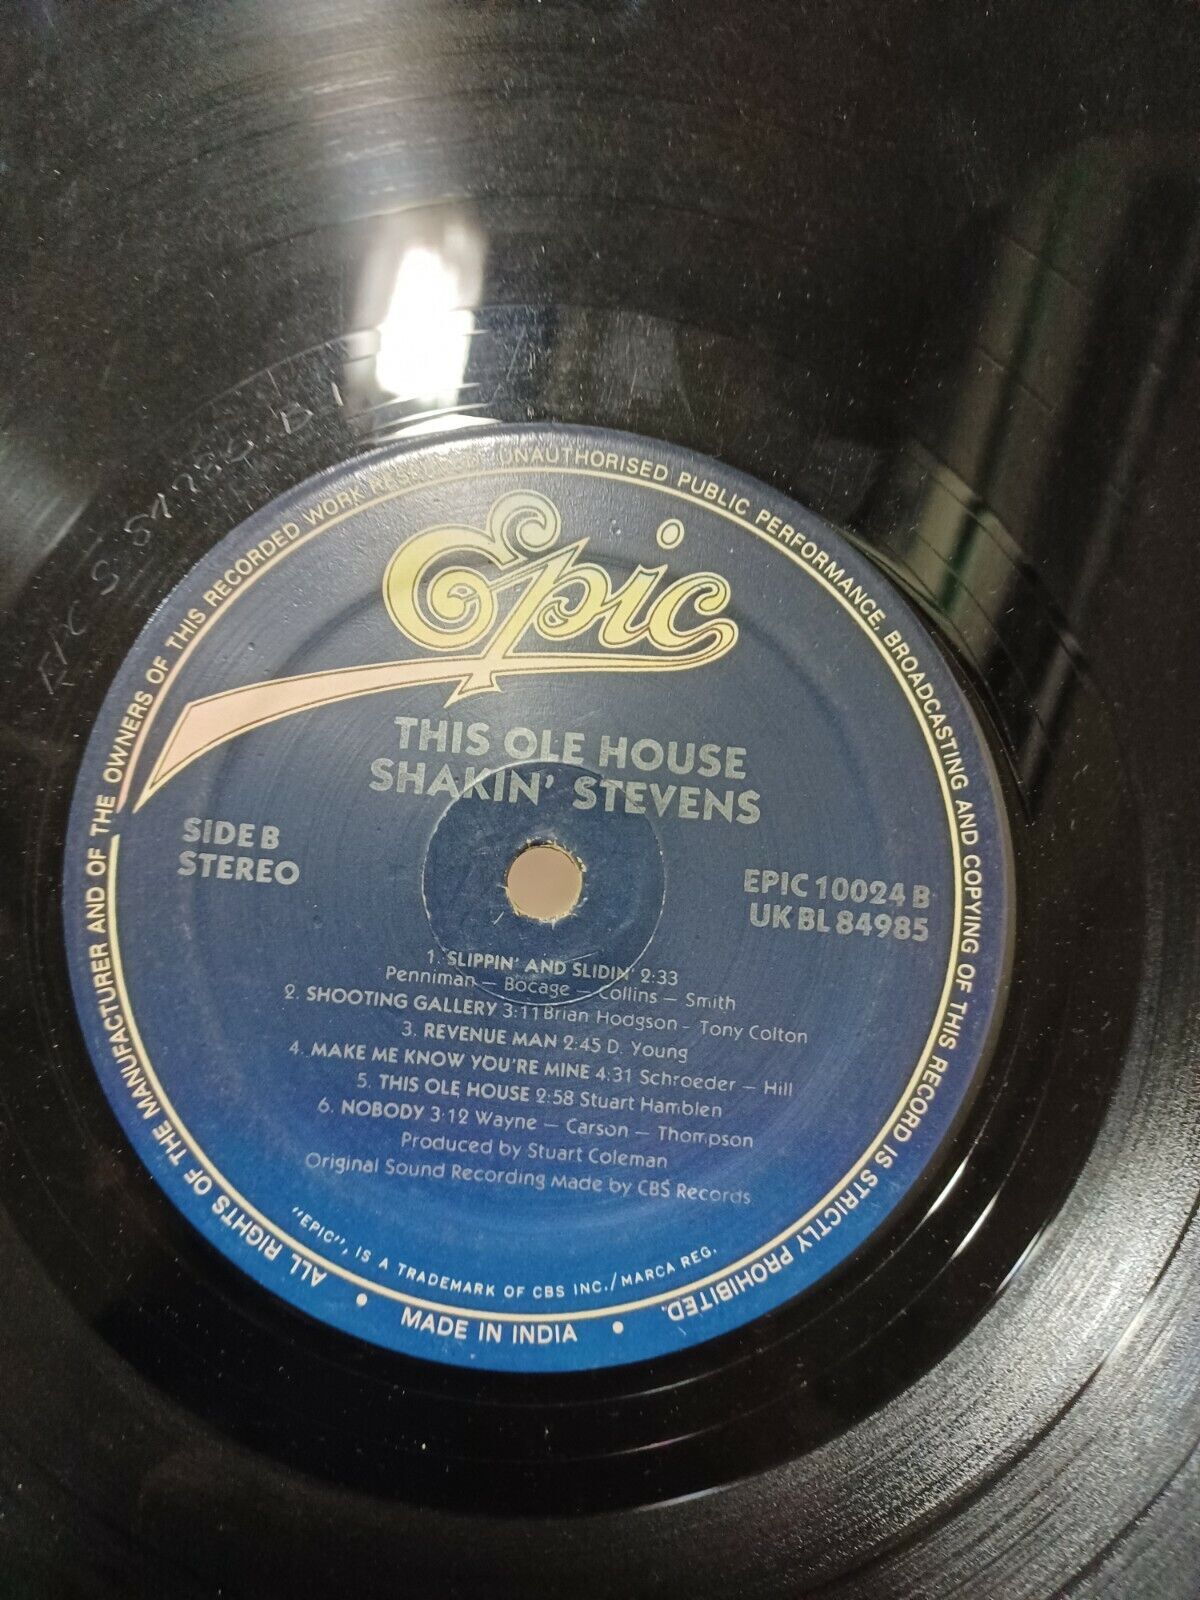 Epic
THIS OLE HOUSE
SHAKIN' STEVENS
SIDE B
STEREO
EPIC 10024 B
UK BL 84985
1. SLIPPIN' AND SLIDIN' 2:33
Penniman – Bocage – Collins – Smith
2. SHOOTING GALLERY 3:11 Brian Hodgson - Tony Colton
3. REVENUE MAN 2:45 D. Young
4. MAKE ME KNOW YOU'RE MINE 4:31 Schroeder – Hill
5. THIS OLE HOUSE 2:58 Stuart Hamblen
6. NOBODY 3:12 Wayne – Carson – Thompson
Produced by Stuart Coleman
Original Sound Recording Made by CBS Records
"EPIC", IS A TRADEMARK OF CBS INC./MARCA REG.
ALL RIGHTS OF THE MANUFACTURER AND OF THE OWNERS OF THIS RECORDED WORK RESERVED UNAUTHORISED PUBLIC PERFORMANCE, BROADCASTING AND COPYING OF THIS RECORD IS STRICTLY PROHIBITED.
• MADE IN INDIA •